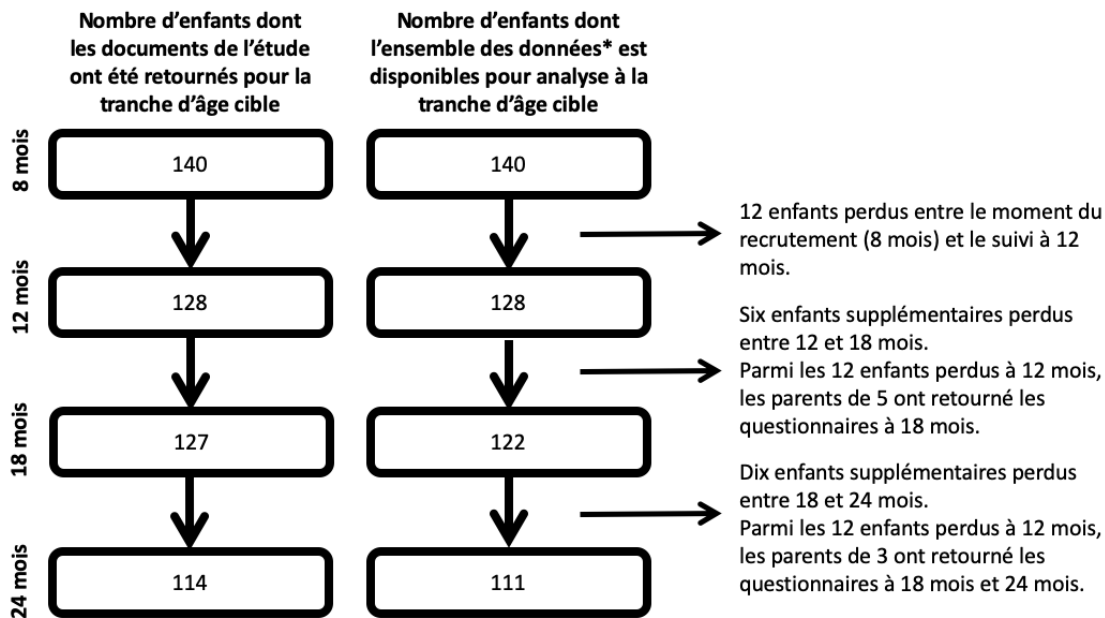 Nombre d’enfants dont
les documents de l’étude
ont été retournés pour la
tranche d’âge cible
Nombre d’enfants dont
l’ensemble des données* est
disponibles pour analyse à la
tranche d’âge cible
8 mois
140
140
12 enfants perdus entre le moment du
recrutement (8 mois) et le suivi à 12
mois.
12 mois
128
128
Six enfants supplémentaires perdus
entre 12 et 18 mois.
Parmi les 12 enfants perdus à 12 mois,
les parents de 5 ont retourné les
questionnaires à 18 mois.
18 mois
127
122
Dix enfants supplémentaires perdus
entre 18 et 24 mois.
Parmi les 12 enfants perdus à 12 mois,
les parents de 3 ont retourné les
questionnaires à 18 mois et 24 mois.
24 mois
114
111